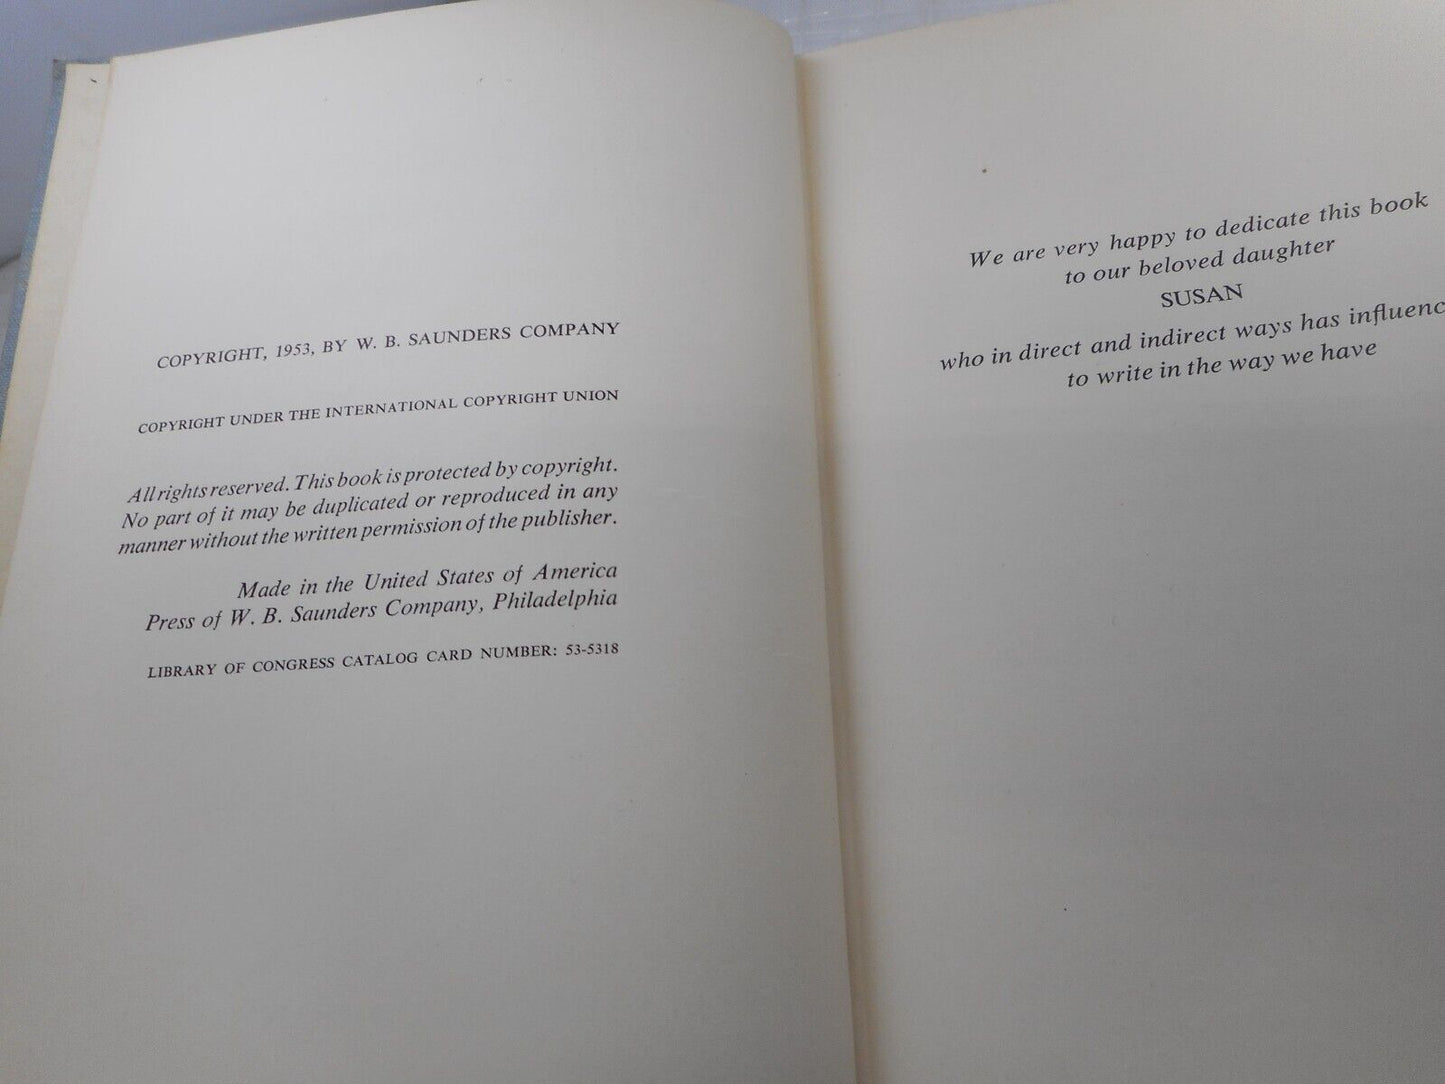 COPYRIGHT, 1953, BY W. B. SAUNDERS COMPANY
COPYRIGHT UNDER THE INTERNATIONAL COPYRIGHT UNION
All rights reserved. This book is protected by copyright.
No part of it may be duplicated or reproduced in any
manner without the written permission of the publisher.
Made in the United States of America
Press of W. B. Saunders Company, Philadelphia
LIBRARY OF CONGRESS CATALOG CARD NUMBER: 53-5318
We are very happy to dedicate this book
to our beloved daughter
SUSAN
who in direct and indirect ways has
to write in the way we have